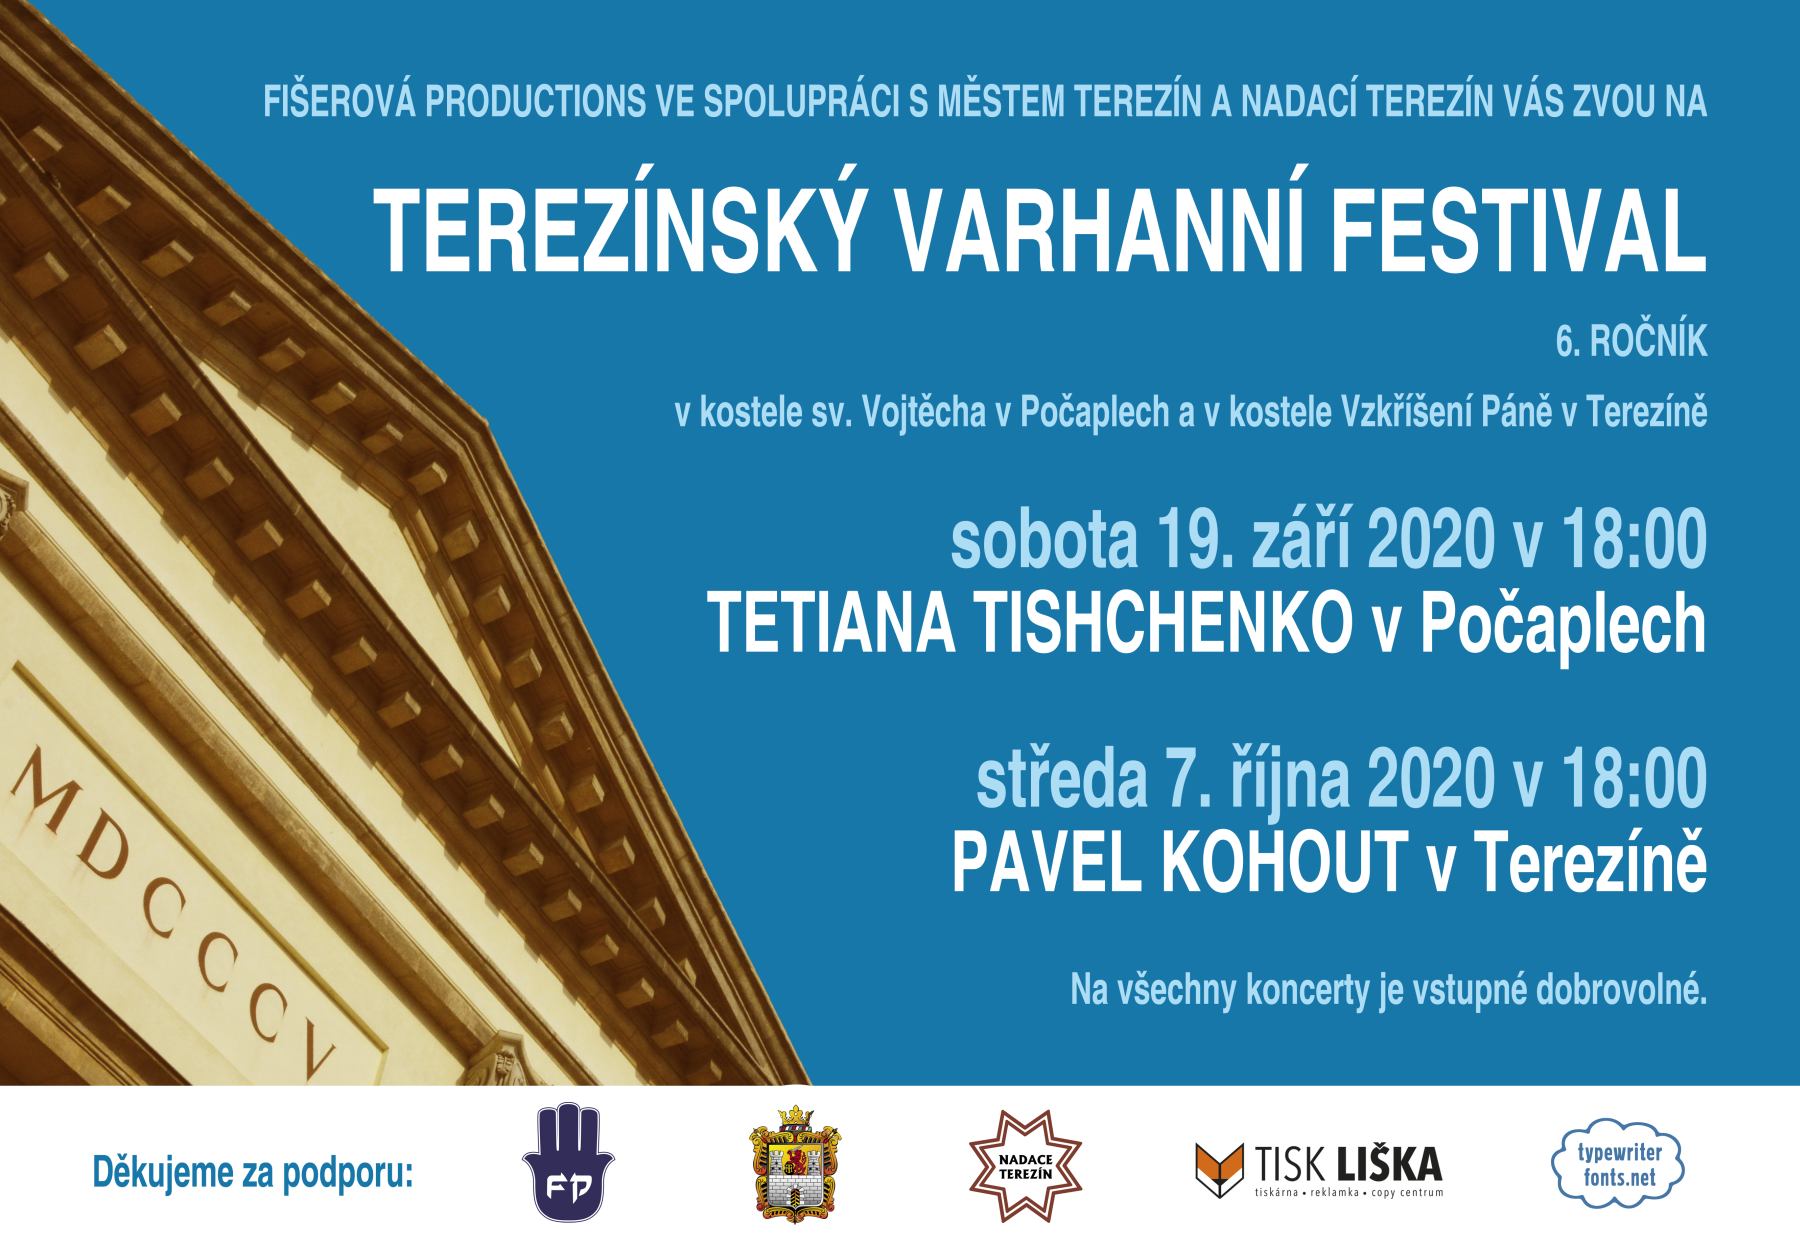 FIŠEROVÁ PRODUCTIONS VE SPOLUPRÁCI S MĚSTEM TEREZÍN A NADACÍ TEREZÍN VÁS ZVOU NA
TEREZÍNSKÝ VARHANNÍ FESTIVAL
6. ROČNÍK
v kostele sv. Vojtěcha v Počaplech a v kostele Vzkříšení Páně v Terezíně
sobota 19. září 2020 v 18:00
TETIANA TISHCHENKO v Počaplech
středa 7. října 2020 v 18:00
PAVEL KOHOUT v Terezíně
Na všechny koncerty je vstupné dobrovolné.
MDCCCV
Děkujeme za podporu:
FP
NADACE
TEREZÍN
TISK LIŠKA
tiskárna • reklamka • copy centrum
typewriter
fonts.net